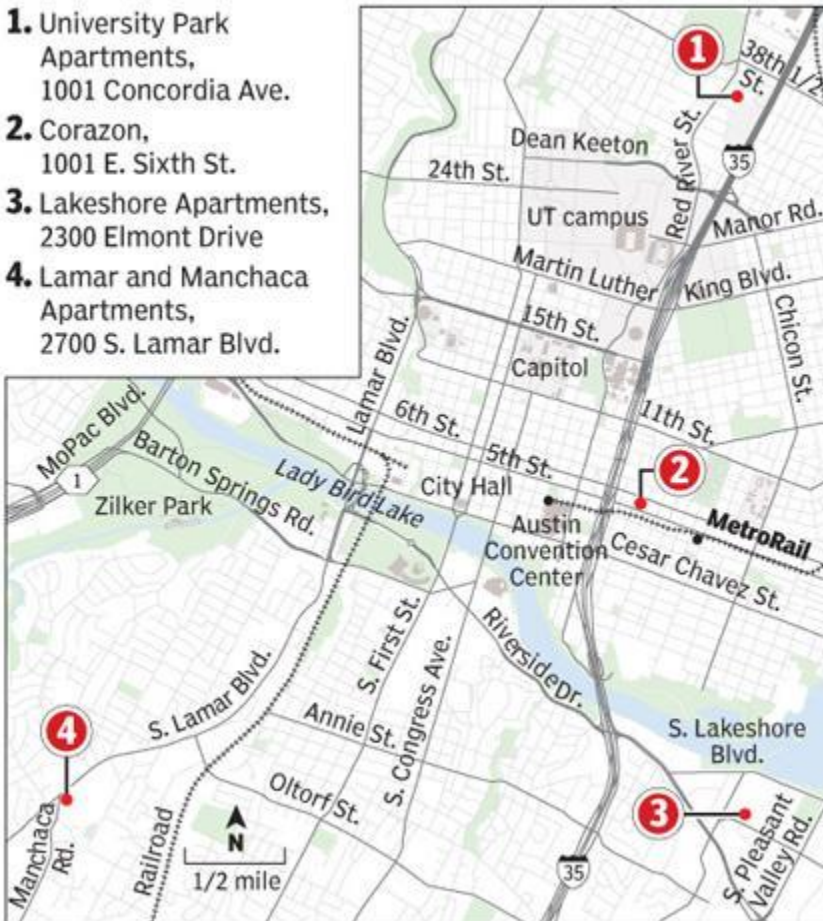 1. University Park
Apartments,
1001 Concordia Ave.
2. Corazon,
1001 E. Sixth St.
3. Lakeshore Apartments,
2300 Elmont Drive
4. Lamar and Manchaca
Apartments,
2700 S. Lamar Blvd.
1
38th 1/2
St.
Dean Keeton
Red River St.
35
24th St.
UT campus
Manor Rd.
Martin Luther
King Blvd.
15th St.
Chicon St.
Lamar Blvd.
Capitol
MoPac Blvd.
6th St.
11th St.
Barton Springs Rd.
5th St.
2
1
Lady Bird Lake
City Hall
Zilker Park
MetroRail
Austin
Convention
Center
Cesar Chavez St.
S. First St.
Riverside Dr.
S. Congress Ave.
S. Lamar Blvd.
4
Annie St.
S. Lakeshore
Blvd.
Oltorf St.
3
Manchaca
Rd.
Railroad
N
1/2 mile
35
S. Pleasant
Valley Rd.